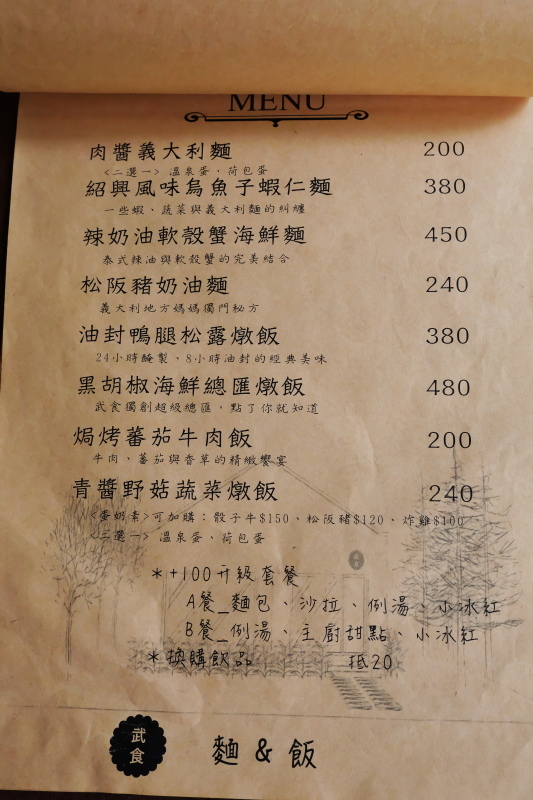 MENU
肉醬義大利麵 200
<二選一> 溫泉蛋、荷包蛋
紹興風味烏魚子蝦仁麵 380
一些蝦、蔬菜與義大利麵的糾纏
辣奶油軟殼蟹海鮮麵 450
泰式辣油與軟殼蟹的完美結合
松阪豬奶油麵 240
義大利地方媽媽獨門秘方
油封鴨腿松露燉飯 380
24小時醃製、8小時油封的經典美味
黑胡椒海鮮總匯燉飯 480
武食獨創超級總匯，點了你就知道
焗烤蕃茄牛肉飯 200
牛肉、蕃茄與香草的精緻饗宴
青醬野菇蔬菜燉飯 240
<蛋奶素>可加購：骰子牛$150、松阪豬$120、炸雞$100
<二選一> 溫泉蛋、荷包蛋
*+100升級套餐
A餐_麵包、沙拉、例湯、小冰紅
B餐_例湯、主廚甜點、小冰紅
*換購飲品 抵20
武食
麵 & 飯